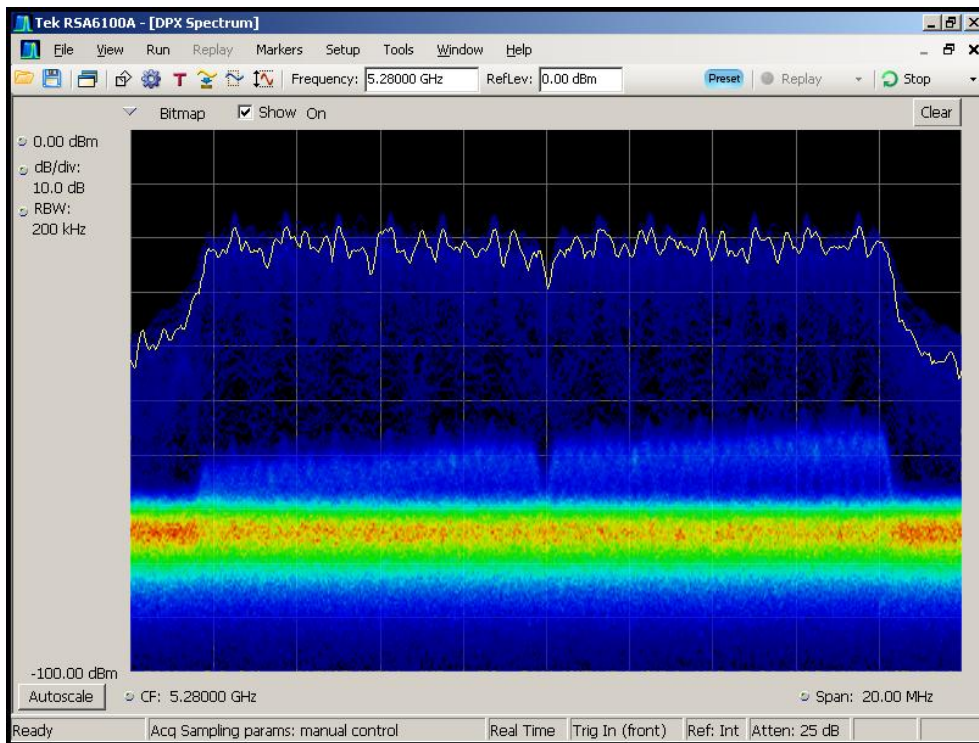 Tek RSA6100A - [DPX Spectrum]
File View Run Replay Markers Setup Tools Window Help
T Frequency: 5.28000 GHz RefLev: 0.00 dBm Preset Replay Stop
Bitmap Show On Clear
0.00 dBm
dB/div:
10.0 dB
RBW:
200 kHz
-100.00 dBm
Autoscale CF: 5.28000 GHz Span: 20.00 MHz
Ready Acq Sampling params: manual control Real Time Trig In (front) Ref: Int Atten: 25 dB